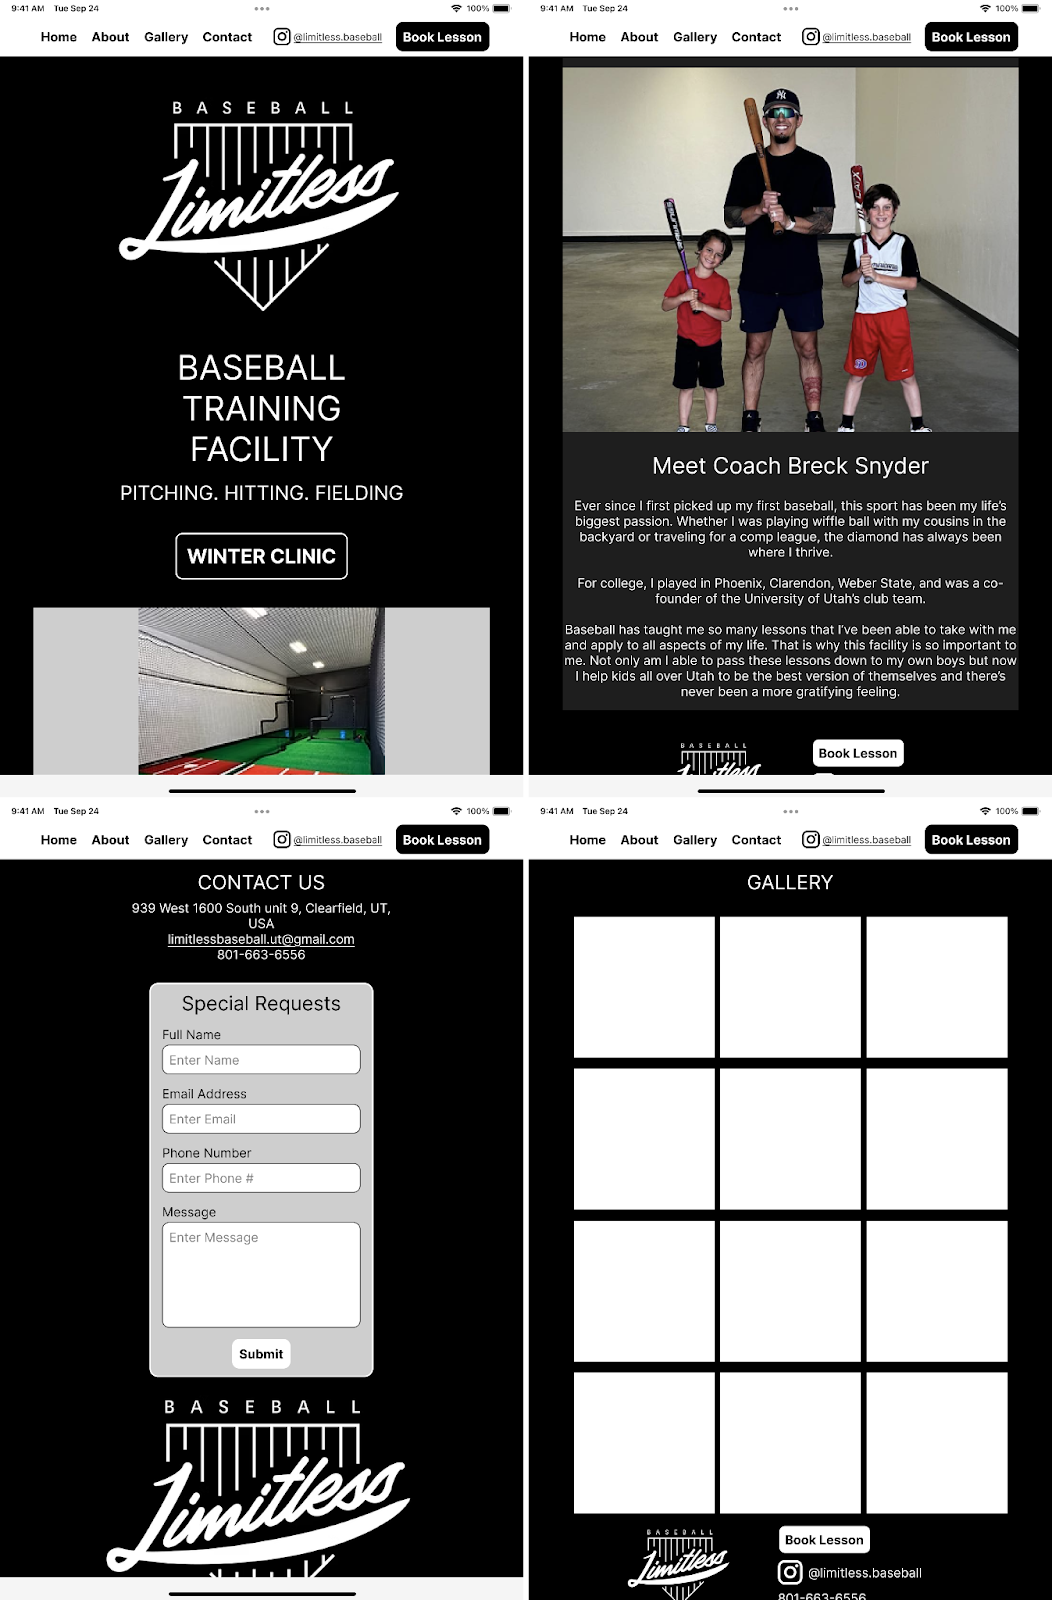 9:41 AM Tue Sep 24
100%
Home About Gallery Contact @limitless.baseball Book Lesson
BASEBALL
Limitless
BASEBALL
TRAINING
FACILITY
PITCHING. HITTING. FIELDING
WINTER CLINIC
9:41 AM Tue Sep 24
100%
Home About Gallery Contact @limitless.baseball Book Lesson
RAWLINGS
CATX
Meet Coach Breck Snyder
Ever since I first picked up my first baseball, this sport has been my life's
biggest passion. Whether I was playing wiffle ball with my cousins in the
backyard or traveling for a comp league, the diamond has always been
where I thrive.
For college, I played in Phoenix, Clarendon, Weber State, and was a co-
founder of the University of Utah's club team.
Baseball has taught me so many lessons that I've been able to take with me
and apply to all aspects of my life. That is why this facility is so important to
me. Not only am I able to pass these lessons down to my own boys but now
I help kids all over Utah to be the best version of themselves and there's
never been a more gratifying feeling.
BASEBALL
Limitless
Book Lesson
9:41 AM Tue Sep 24
100%
Home About Gallery Contact @limitless.baseball Book Lesson
CONTACT US
939 West 1600 South unit 9, Clearfield, UT,
USA
limitlessbaseball.ut@gmail.com
801-663-6556
Special Requests
Full Name
Enter Name
Email Address
Enter Email
Phone Number
Enter Phone #
Message
Enter Message
Submit
BASEBALL
Limitless
9:41 AM Tue Sep 24
100%
Home About Gallery Contact @limitless.baseball Book Lesson
GALLERY
BASEBALL
Limitless
Book Lesson
@limitless.baseball
801-663-6556